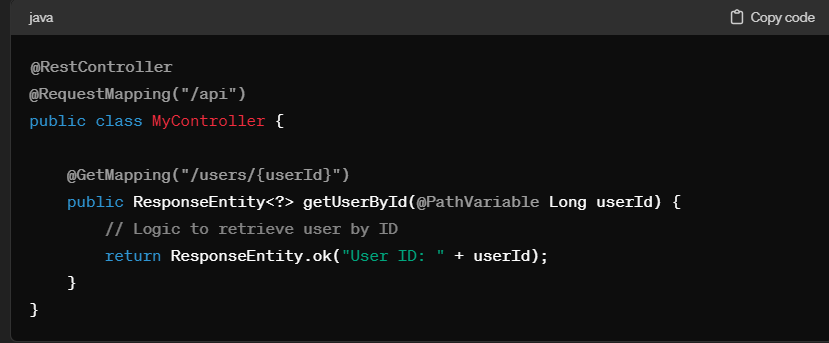 java
Copy code
@RestController
@RequestMapping("/api")
public class MyController {
@GetMapping("/users/{userId}")
public ResponseEntity<?> getUserById(@PathVariable Long userId) {
// Logic to retrieve user by ID
return ResponseEntity.ok("User ID: " + userId);
}
}